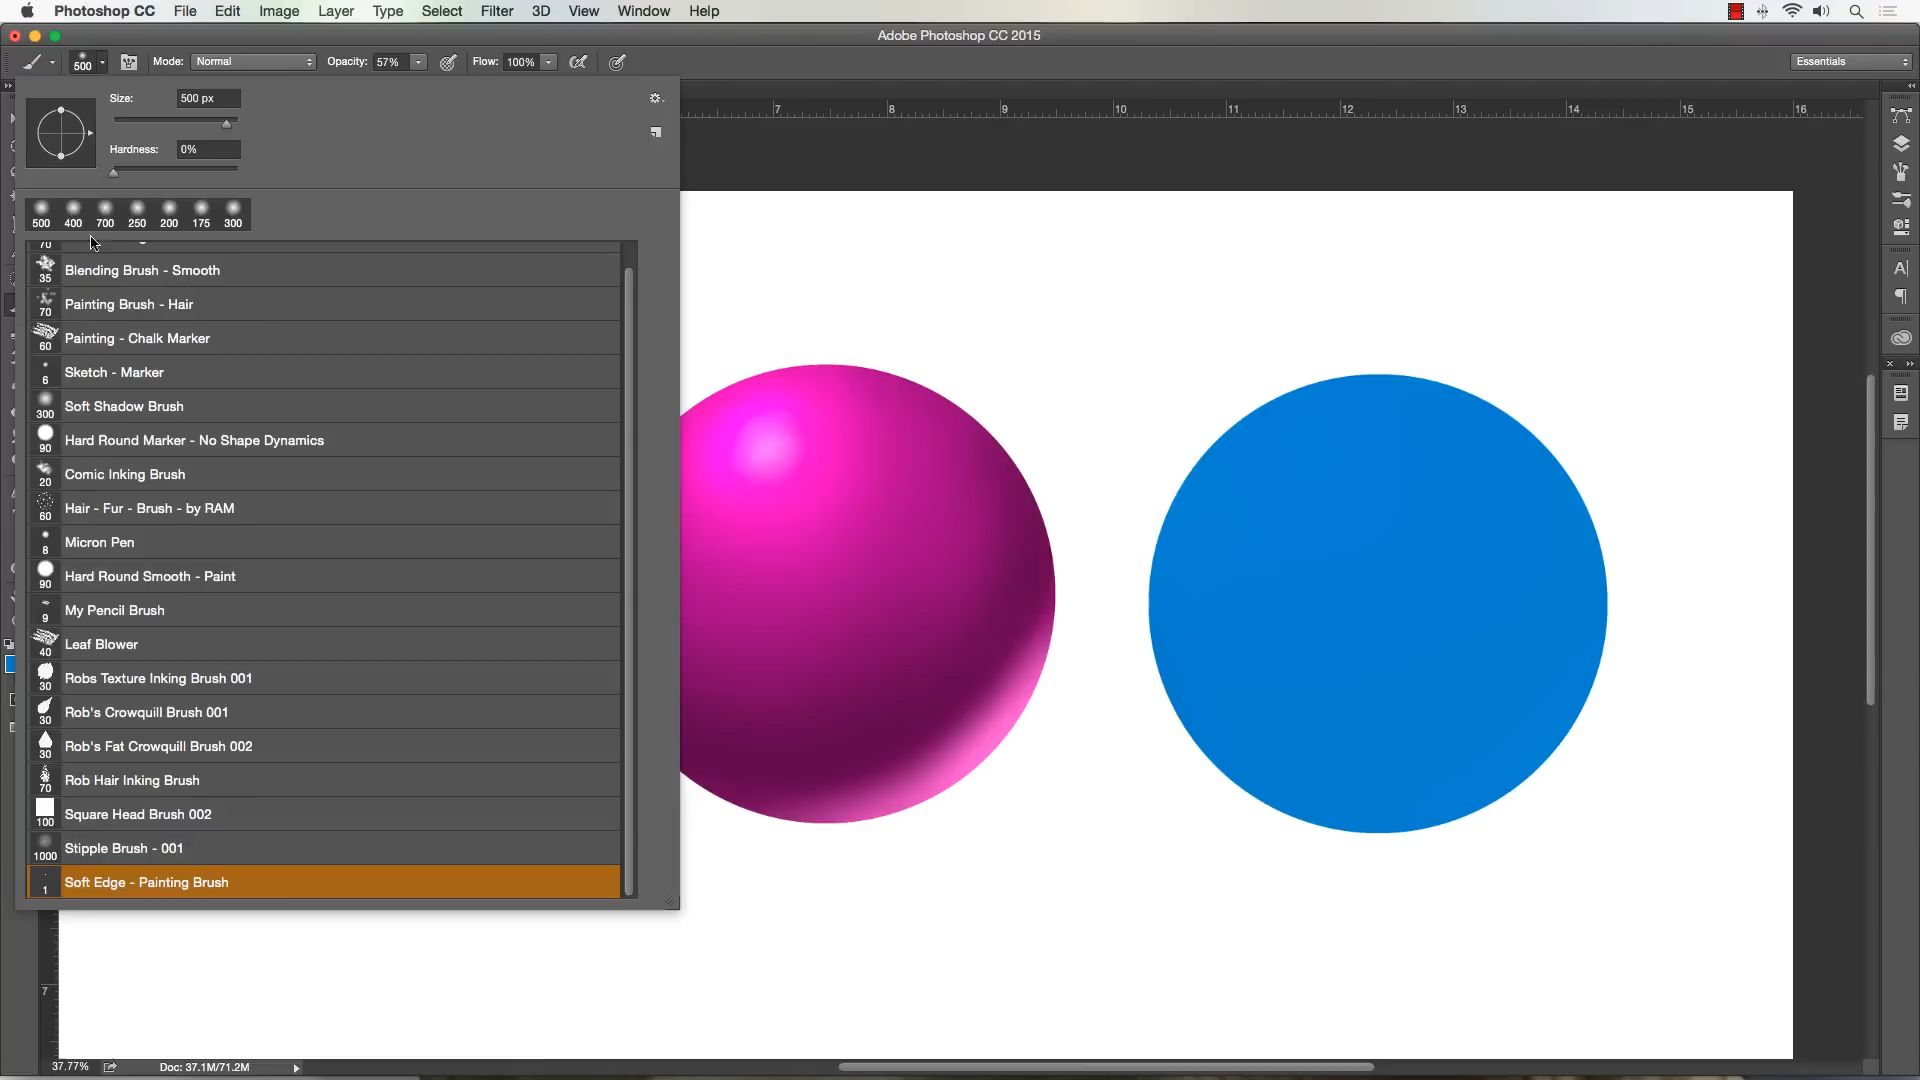 Photoshop CC File Edit Image Layer Type Select Filter 3D View Window Help
Adobe Photoshop CC 2015
500 Mode: Normal Opacity: 57% Flow: 100% Essentials
Size: 500 px
Hardness: 0%
7 8 9 10 11 12 13 14 15 16
500 400 700 250 200 175 300
70
35 Blending Brush - Smooth
70 Painting Brush - Hair
60 Painting - Chalk Marker
6 Sketch - Marker
300 Soft Shadow Brush
90 Hard Round Marker - No Shape Dynamics
20 Comic Inking Brush
60 Hair - Fur - Brush - by RAM
8 Micron Pen
90 Hard Round Smooth - Paint
9 My Pencil Brush
40 Leaf Blower
30 Robs Texture Inking Brush 001
30 Rob's Crowquill Brush 001
30 Rob's Fat Crowquill Brush 002
70 Rob Hair Inking Brush
100 Square Head Brush 002
1000 Stipple Brush - 001
1 Soft Edge - Painting Brush
7
37.77% Doc: 37.1M/71.2M